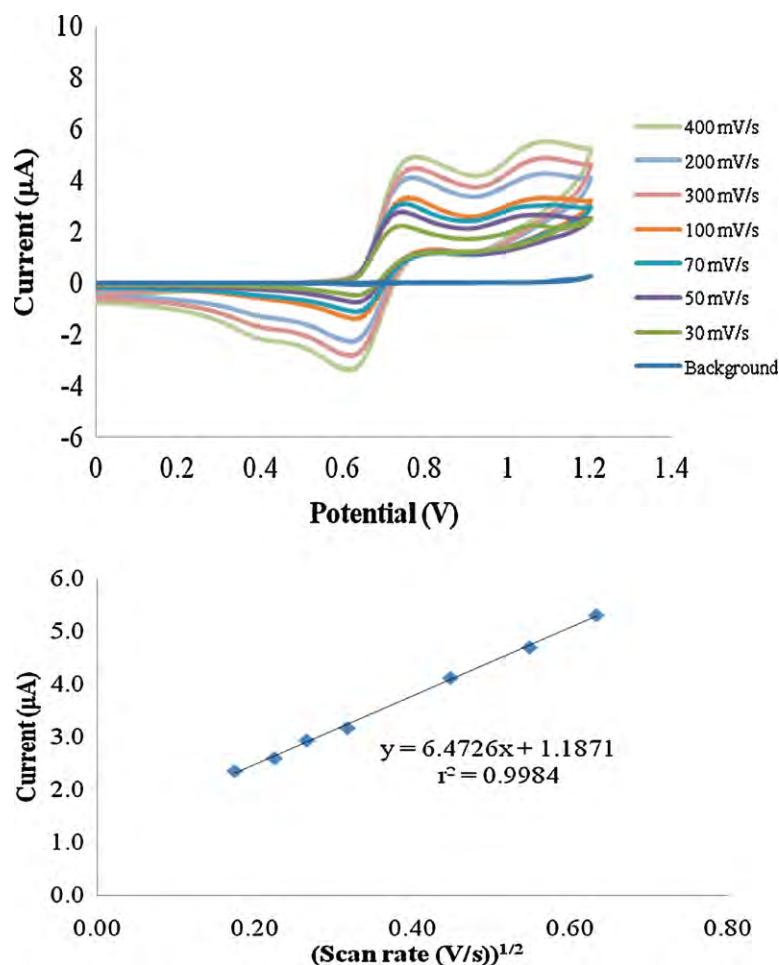 10
8
6
4
2
0
-2
-4
-6
Current (µA)
0 0.2 0.4 0.6 0.8 1 1.2 1.4
Potential (V)
400 mV/s
200 mV/s
300 mV/s
100 mV/s
70 mV/s
50 mV/s
30 mV/s
Background
6.0
5.0
4.0
3.0
2.0
1.0
0.0
Current (µA)
y = 6.4726x + 1.1871
r² = 0.9984
0.00 0.20 0.40 0.60 0.80
(Scan rate (V/s))¹/²